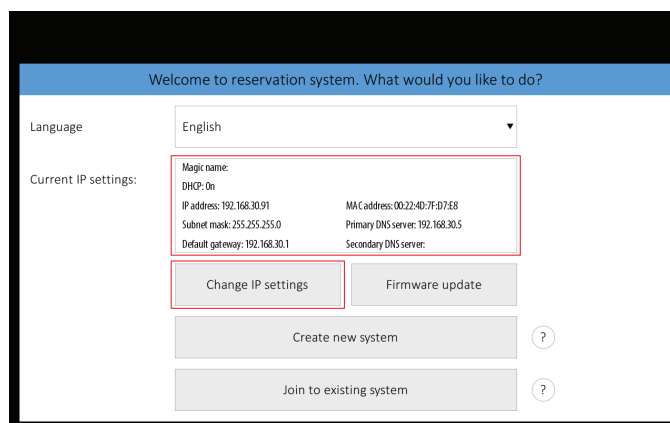 Welcome to reservation system. What would you like to do?
Language
English
Current IP settings:
Magic name:
DHCP: On
IP address: 192.168.30.91 MAC address: 00:22:4D:7F:D7:E8
Subnet mask: 255.255.255.0 Primary DNS server: 192.168.30.5
Default gateway: 192.168.30.1 Secondary DNS server:
Change IP settings Firmware update
Create new system ?
Join to existing system ?